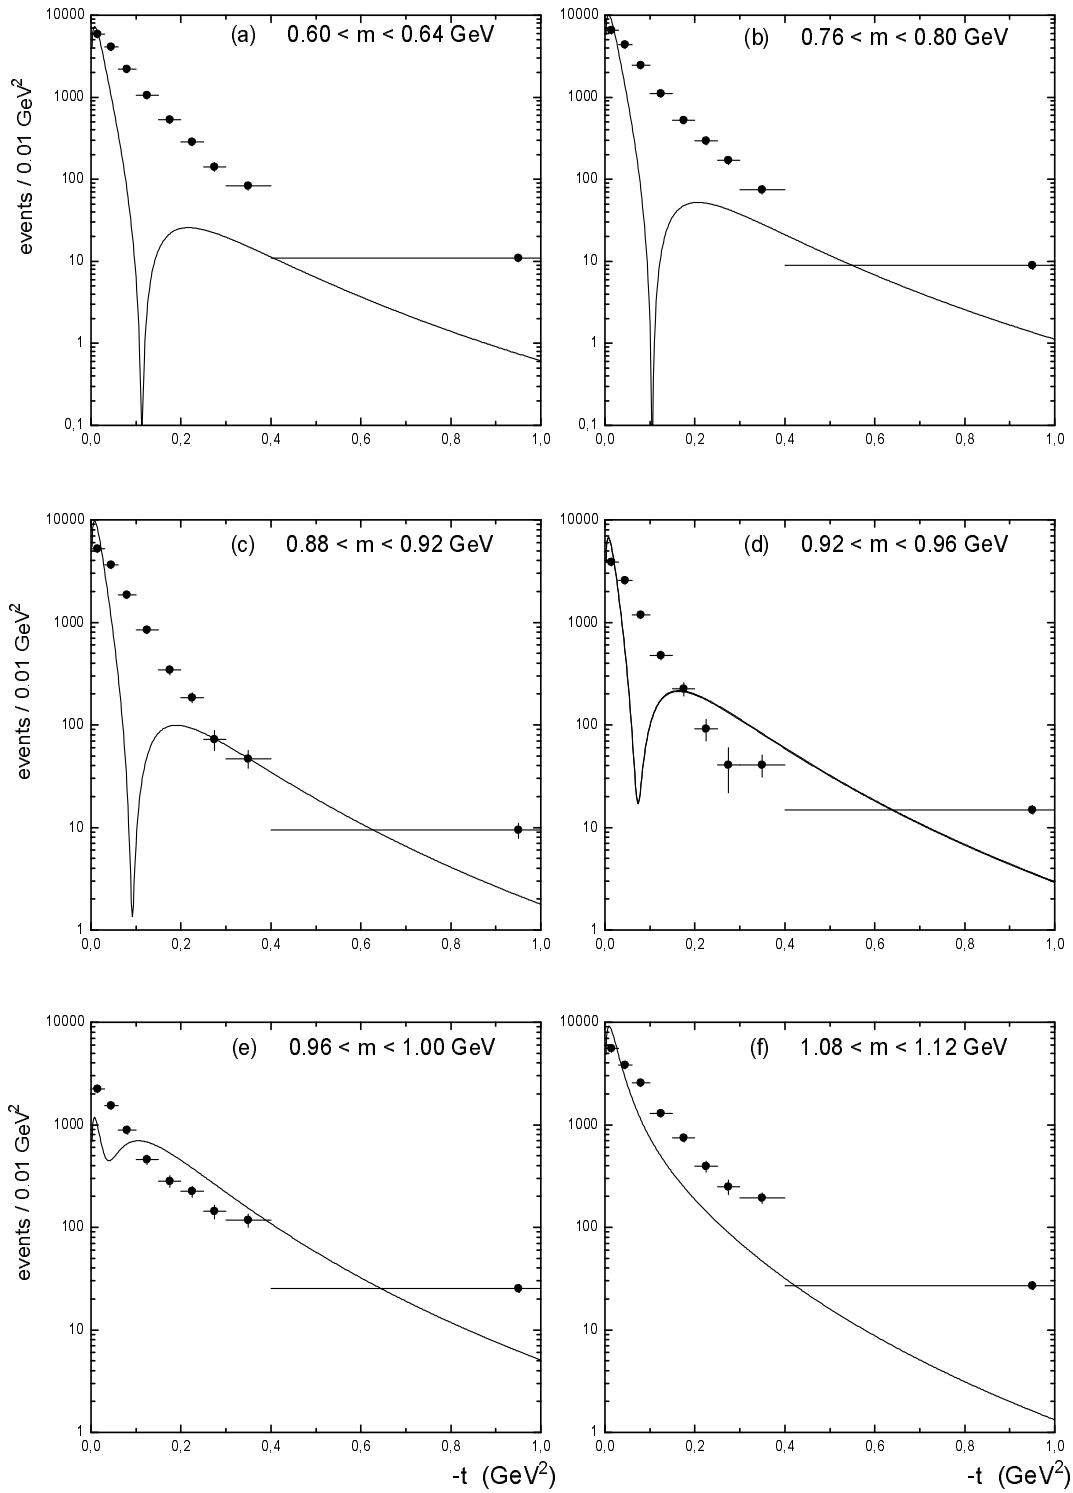 (a) 0.60 < m < 0.64 GeV
events / 0.01 GeV²
10000
1000
100
10
1
0,1
0,0 0,2 0,4 0,6 0,8 1,0
(b) 0.76 < m < 0.80 GeV
10000
1000
100
10
1
0,1
0,0 0,2 0,4 0,6 0,8 1,0
(c) 0.88 < m < 0.92 GeV
events / 0.01 GeV²
10000
1000
100
10
1
0,0 0,2 0,4 0,6 0,8 1,0
(d) 0.92 < m < 0.96 GeV
10000
1000
100
10
1
0,0 0,2 0,4 0,6 0,8 1,0
(e) 0.96 < m < 1.00 GeV
events / 0.01 GeV²
10000
1000
100
10
1
0,0 0,2 0,4 0,6 0,8 1,0
-t (GeV²)
(f) 1.08 < m < 1.12 GeV
10000
1000
100
10
1
0,0 0,2 0,4 0,6 0,8 1,0
-t (GeV²)